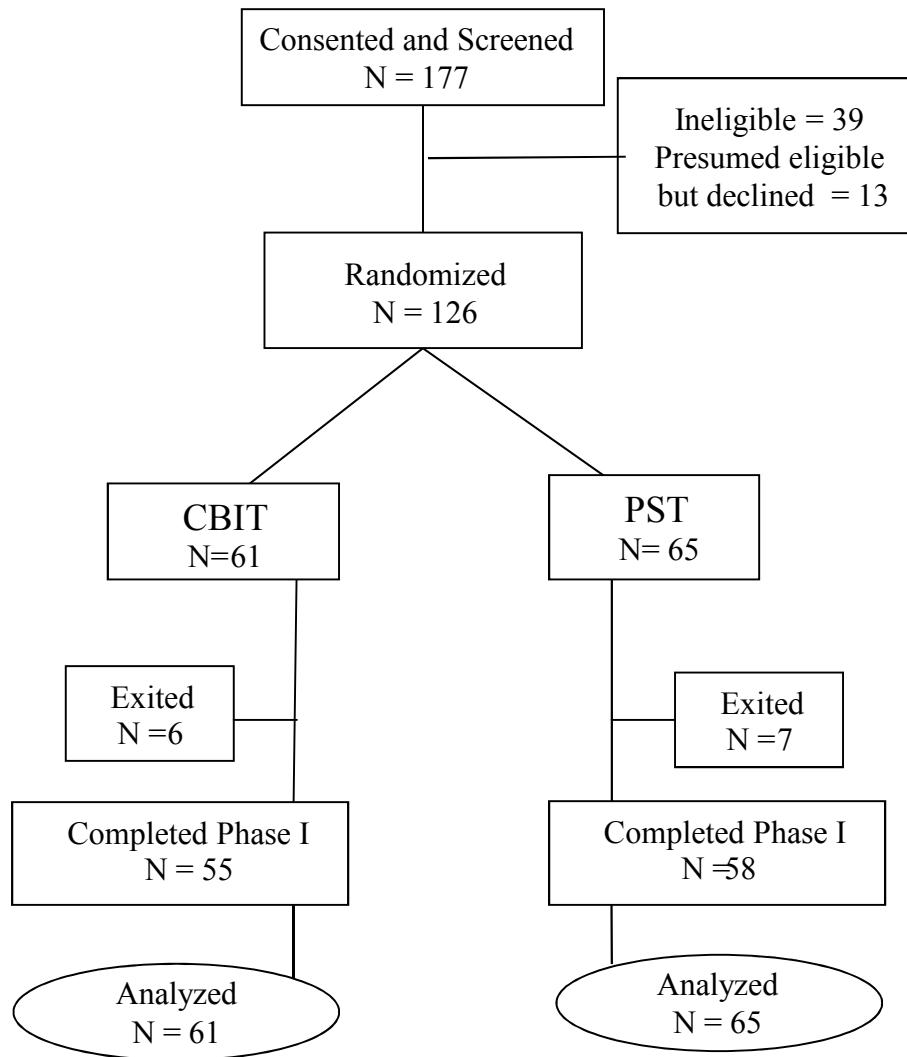 Consented and Screened
N = 177
Ineligible = 39
Presumed eligible
but declined = 13
Randomized
N = 126
CBIT
N=61
PST
N= 65
Exited
N =6
Exited
N =7
Completed Phase I
N = 55
Completed Phase I
N =58
Analyzed
N = 61
Analyzed
N = 65